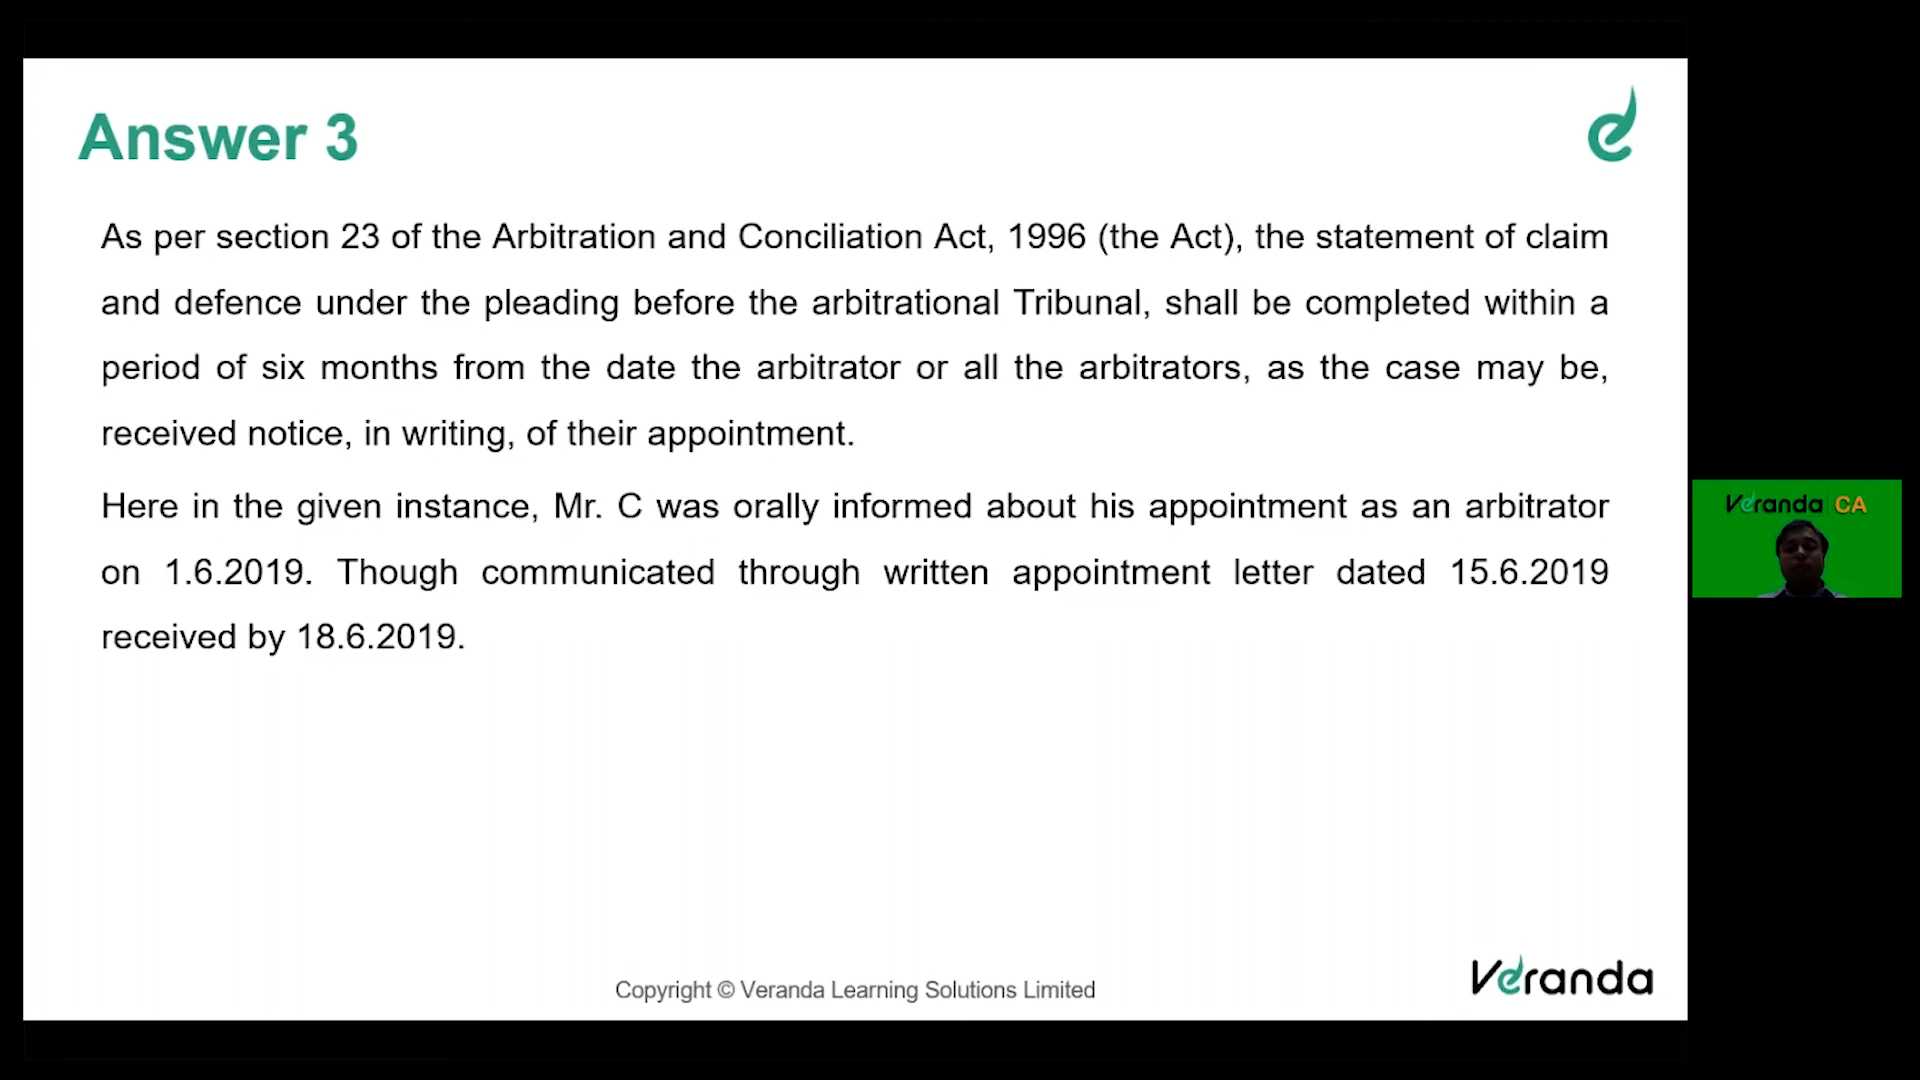 Answer 3
As per section 23 of the Arbitration and Conciliation Act, 1996 (the Act), the statement of claim
and defence under the pleading before the arbitrational Tribunal, shall be completed within a
period of six months from the date the arbitrator or all the arbitrators, as the case may be,
received notice, in writing, of their appointment.
Here in the given instance, Mr. C was orally informed about his appointment as an arbitrator
on 1.6.2019. Though communicated through written appointment letter dated 15.6.2019
received by 18.6.2019.
Veranda CA
Copyright © Veranda Learning Solutions Limited
Veranda